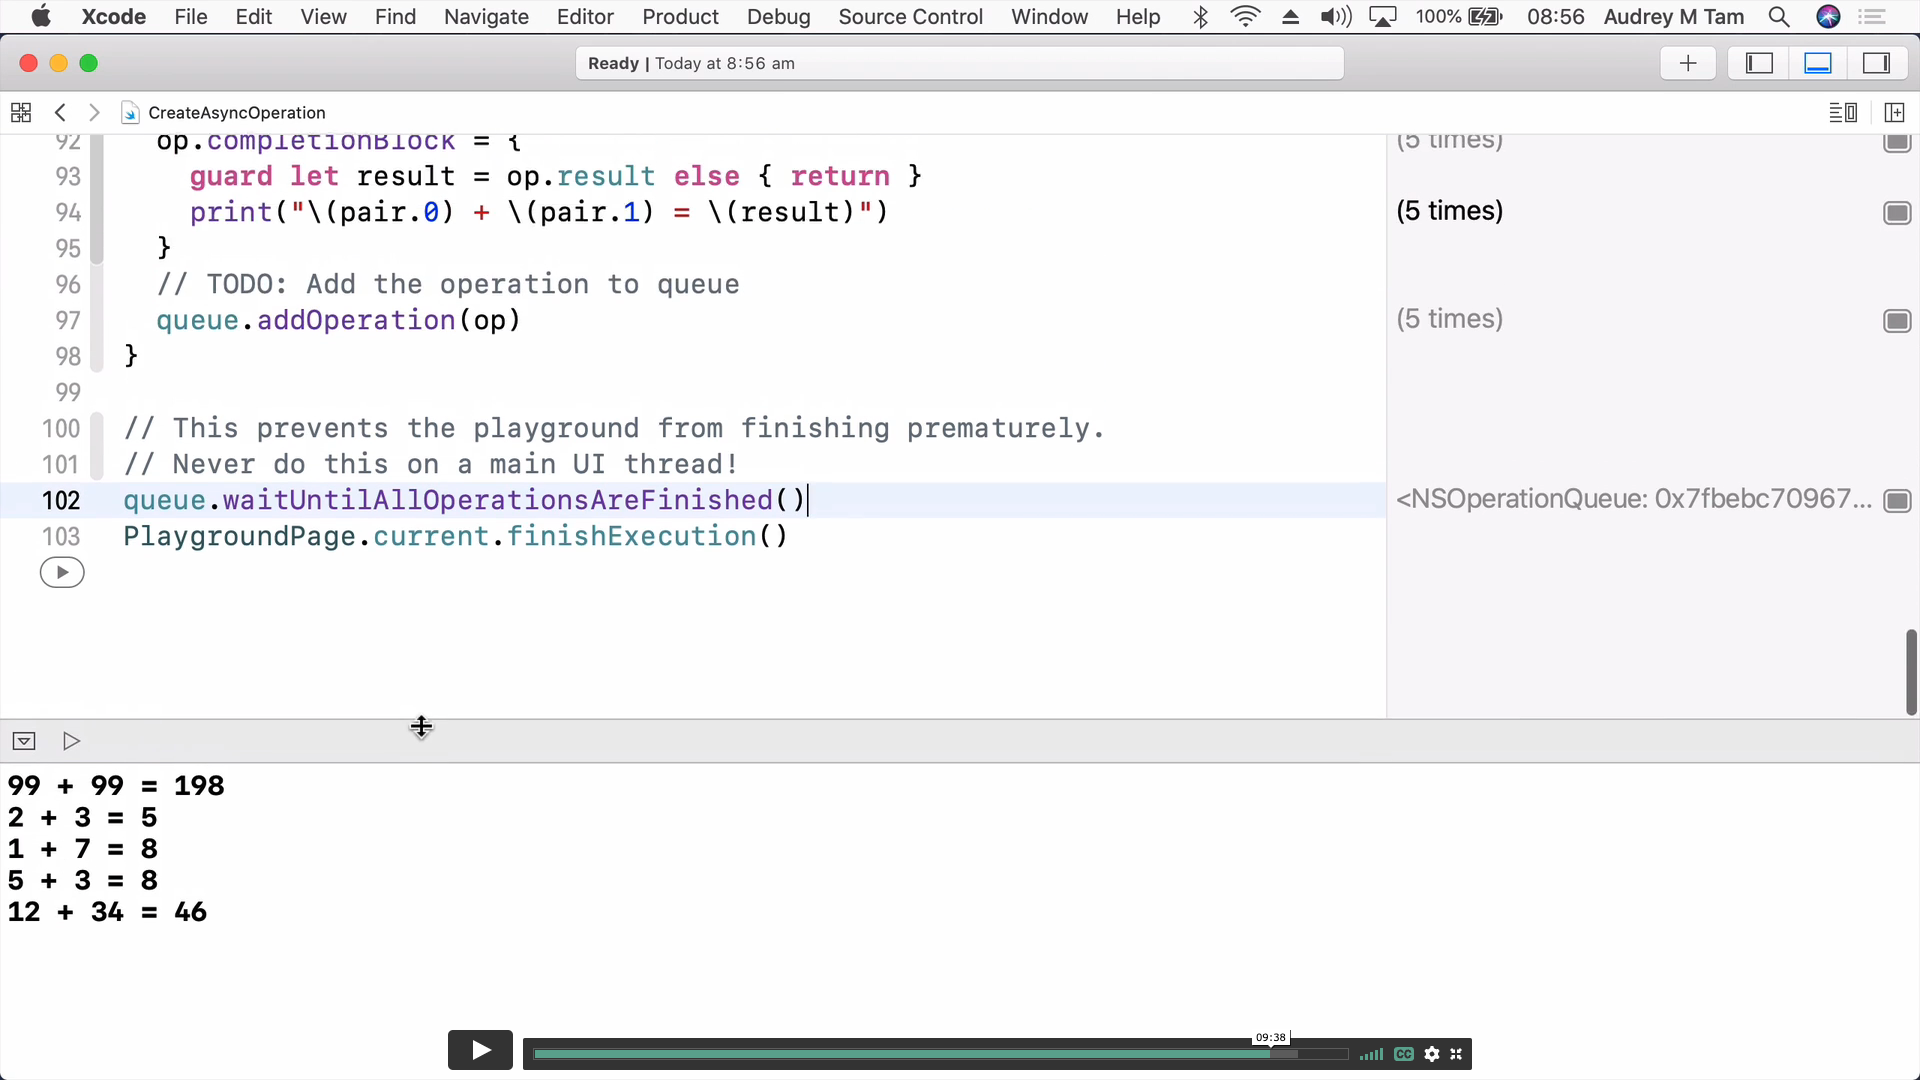 Xcode File Edit View Find Navigate Editor Product Debug Source Control Window Help 100% 08:56 Audrey M Tam
Ready | Today at 8:56 am
CreateAsyncOperation
92 op.completionBlock = { (5 times)
93 guard let result = op.result else { return }
94 print("\(pair.0) + \(pair.1) = \(result)") (5 times)
95 }
96 // TODO: Add the operation to queue
97 queue.addOperation(op) (5 times)
98 }
99
100 // This prevents the playground from finishing prematurely.
101 // Never do this on a main UI thread!
102 queue.waitUntilAllOperationsAreFinished() <NSOperationQueue: 0x7fbebc70967...
103 PlaygroundPage.current.finishExecution()
99 + 99 = 198
2 + 3 = 5
1 + 7 = 8
5 + 3 = 8
12 + 34 = 46
09:38
CC